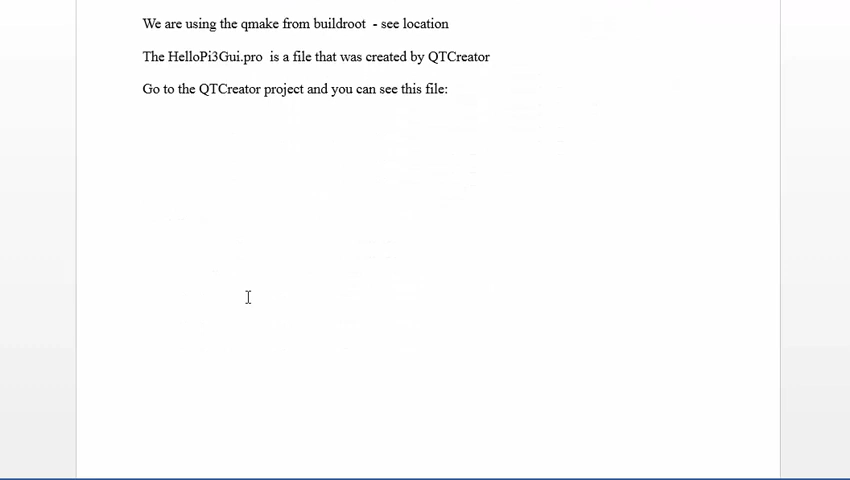 We are using the qmake from buildroot  - see location
The HelloPi3Gui.pro  is a file that was created by QTCreator
Go to the QTCreator project and you can see this file: